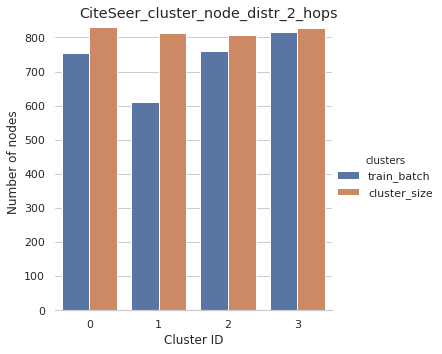 CiteSeer_cluster_node_distr_2_hops
800
700
600
500
400
300
200
100
0
Number of nodes
0 1 2 3
Cluster ID
clusters
train_batch
cluster_size